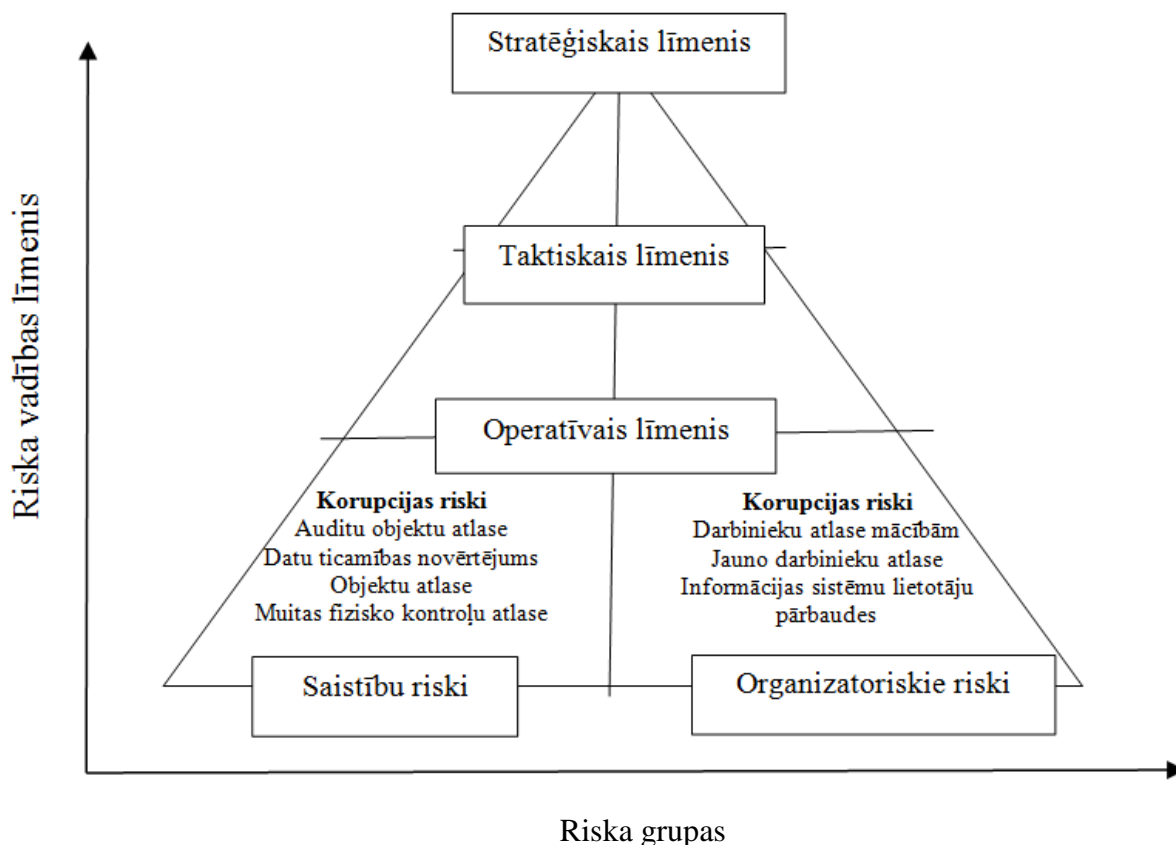 Stratēģiskais līmenis
Riska vadības līmenis
Taktiskais līmenis
Operatīvais līmenis
Korupcijas riski
Auditu objektu atlase
Datu ticamības novērtējums
Objektu atlase
Muitas fizisko kontroļu atlase
Korupcijas riski
Darbinieku atlase mācībām
Jauno darbinieku atlase
Informācijas sistēmu lietotāju
pārbaudes
Saistību riski
Organizatoriskie riski
Riska grupas